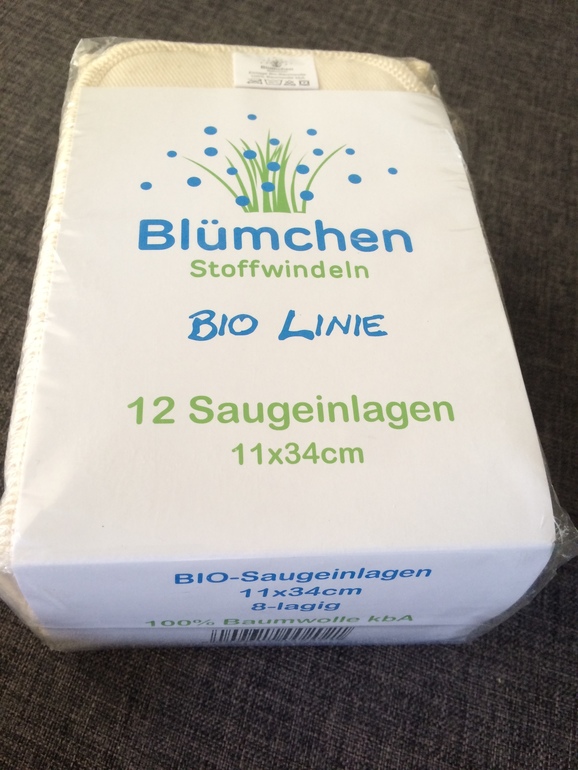 Blümchen
Stoffwindeln
BIO LINIE
12 Saugeinlagen
11x34cm
BIO-Saugeinlagen
11x34cm
8-lagig
100% Baumwolle kbA